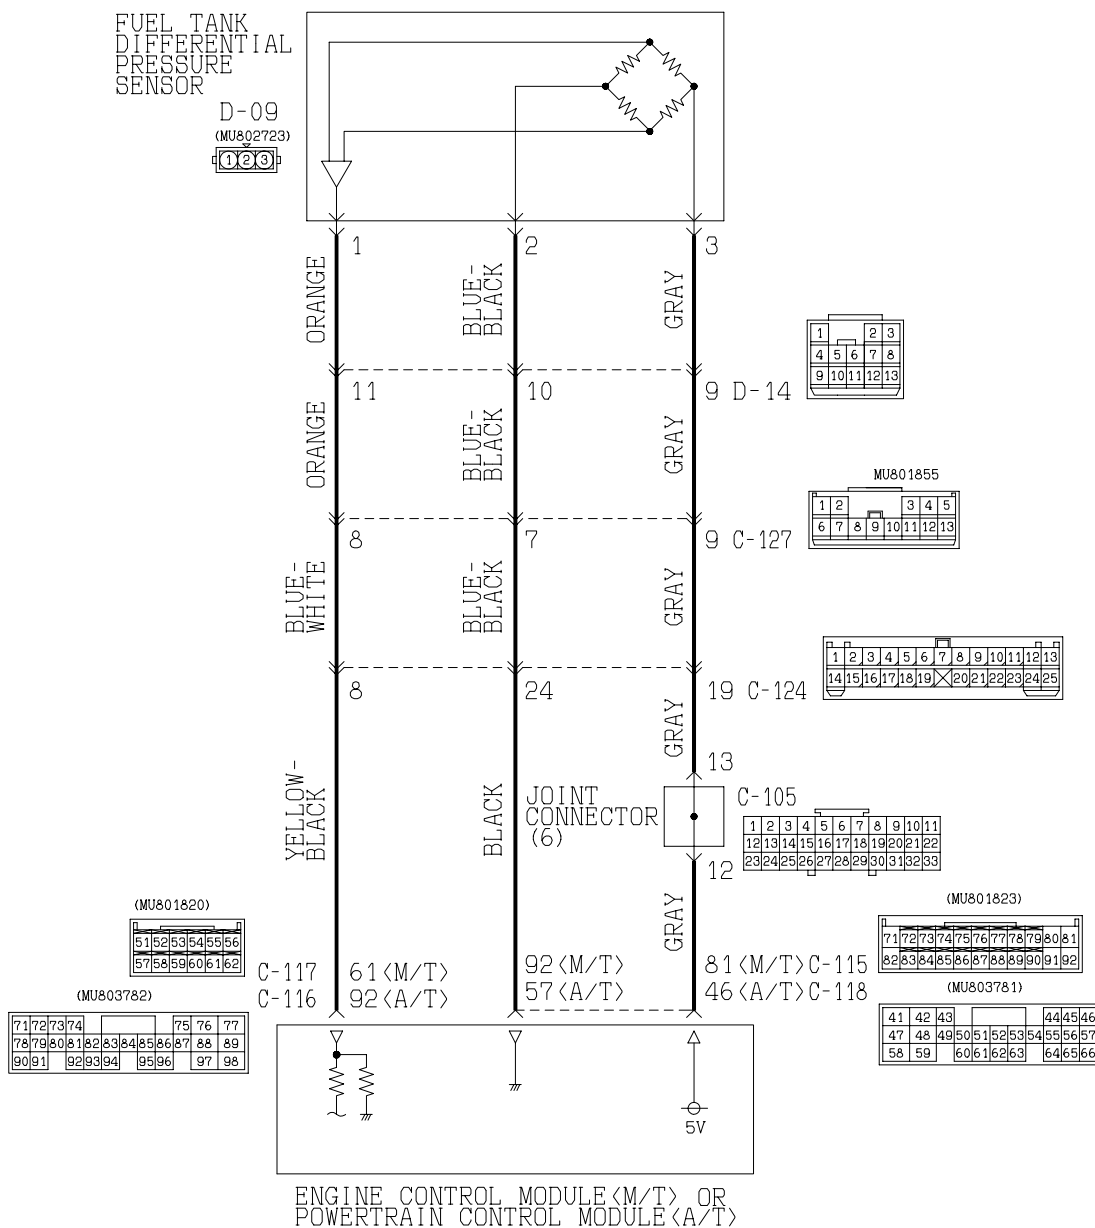 FUEL TANK
DIFFERENTIAL
PRESSURE
SENSOR
D-09
(MU802723)
1 2 3
1 2 3
ORANGE BLUE-BLACK GRAY
1 2 3
4 5 6 7 8
9 10 11 12 13
11 10 9 D-14
ORANGE BLUE-BLACK GRAY
MU801855
1 2 3 4 5
6 7 8 9 10 11 12 13
8 7 9 C-127
BLUE-WHITE BLUE-BLACK GRAY
1 2 3 4 5 6 7 8 9 10 11 12 13
14 15 16 17 18 19 20 21 22 23 24 25
8 24 19 C-124
GRAY
13
YELLOW-BLACK BLACK
JOINT
CONNECTOR
(6)
C-105
1 2 3 4 5 6 7 8 9 10 11
12 13 14 15 16 17 18 19 20 21 22
23 24 25 26 27 28 29 30 31 32 33
12
GRAY
(MU801820)
51 52 53 54 55 56
57 58 59 60 61 62
(MU801823)
71 72 73 74 75 76 77 78 79 80 81
82 83 84 85 86 87 88 89 90 91 92
C-117 61<M/T> 92<M/T> 81<M/T> C-115
C-116 92<A/T> 57<A/T> 46<A/T> C-118
(MU803782)
71 72 73 74 75 76 77
78 79 80 81 82 83 84 85 86 87 88 89
90 91 92 93 94 95 96 97 98
(MU803781)
41 42 43 44 45 46
47 48 49 50 51 52 53 54 55 56 57
58 59 60 61 62 63 64 65 66
5V
ENGINE CONTROL MODULE<M/T> OR
POWERTRAIN CONTROL MODULE<A/T>